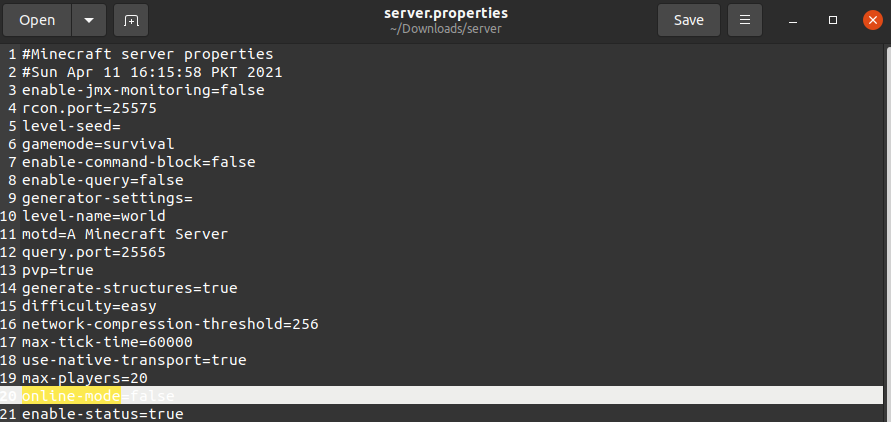 Open
server.properties
~/Downloads/server
Save
1 #Minecraft server properties
2 #Sun Apr 11 16:15:58 PKT 2021
3 enable-jmx-monitoring=false
4 rcon.port=25575
5 level-seed=
6 gamemode=survival
7 enable-command-block=false
8 enable-query=false
9 generator-settings=
10 level-name=world
11 motd=A Minecraft Server
12 query.port=25565
13 pvp=true
14 generate-structures=true
15 difficulty=easy
16 network-compression-threshold=256
17 max-tick-time=60000
18 use-native-transport=true
19 max-players=20
20 online-mode=false
21 enable-status=true